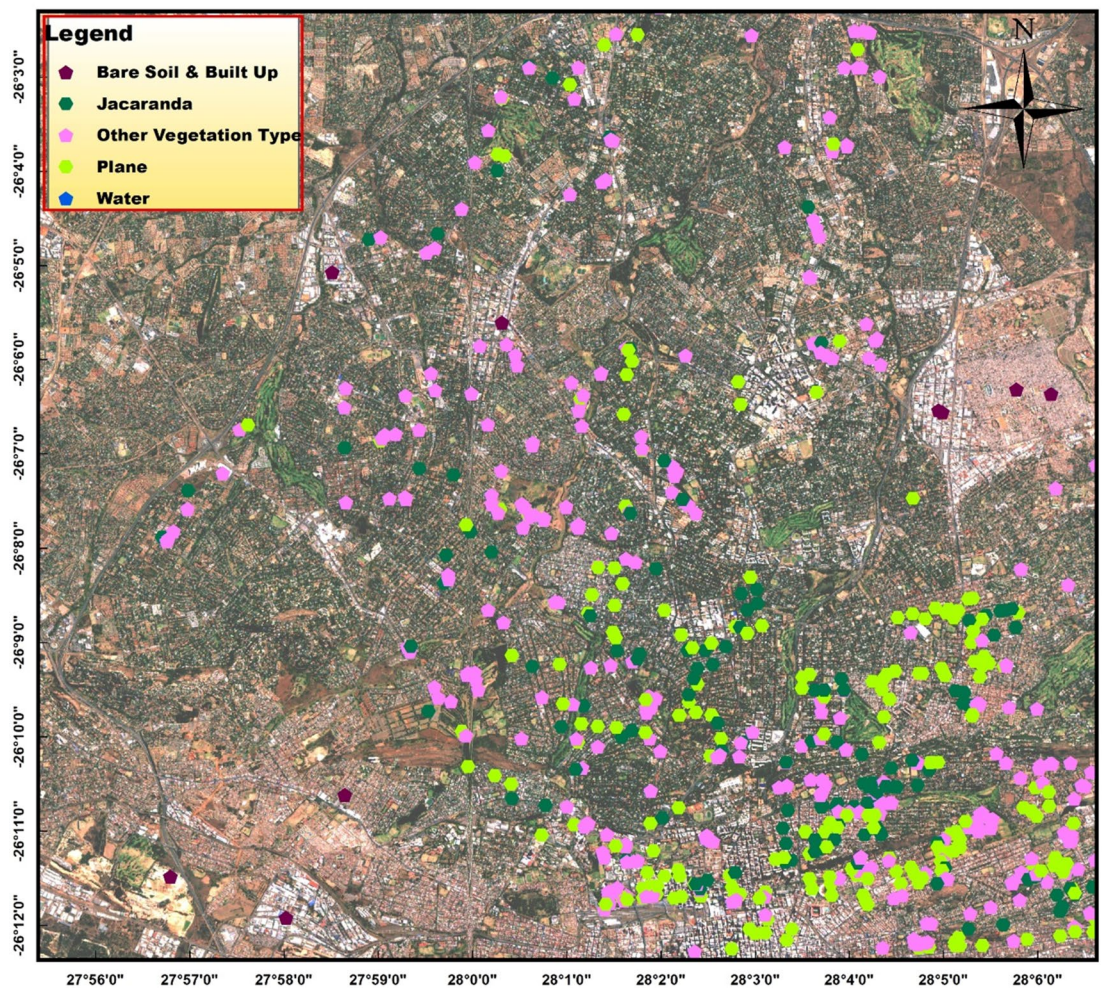 Legend
Bare Soil & Built Up
Jacaranda
Other Vegetation Type
Plane
Water
N
-26°3'0"
-26°4'0"
-26°5'0"
-26°6'0"
-26°7'0"
-26°8'0"
-26°9'0"
-26°10'0"
-26°11'0"
-26°12'0"
27°56'0" 27°57'0" 27°58'0" 27°59'0" 28°0'0" 28°1'0" 28°2'0" 28°3'0" 28°4'0" 28°5'0" 28°6'0"